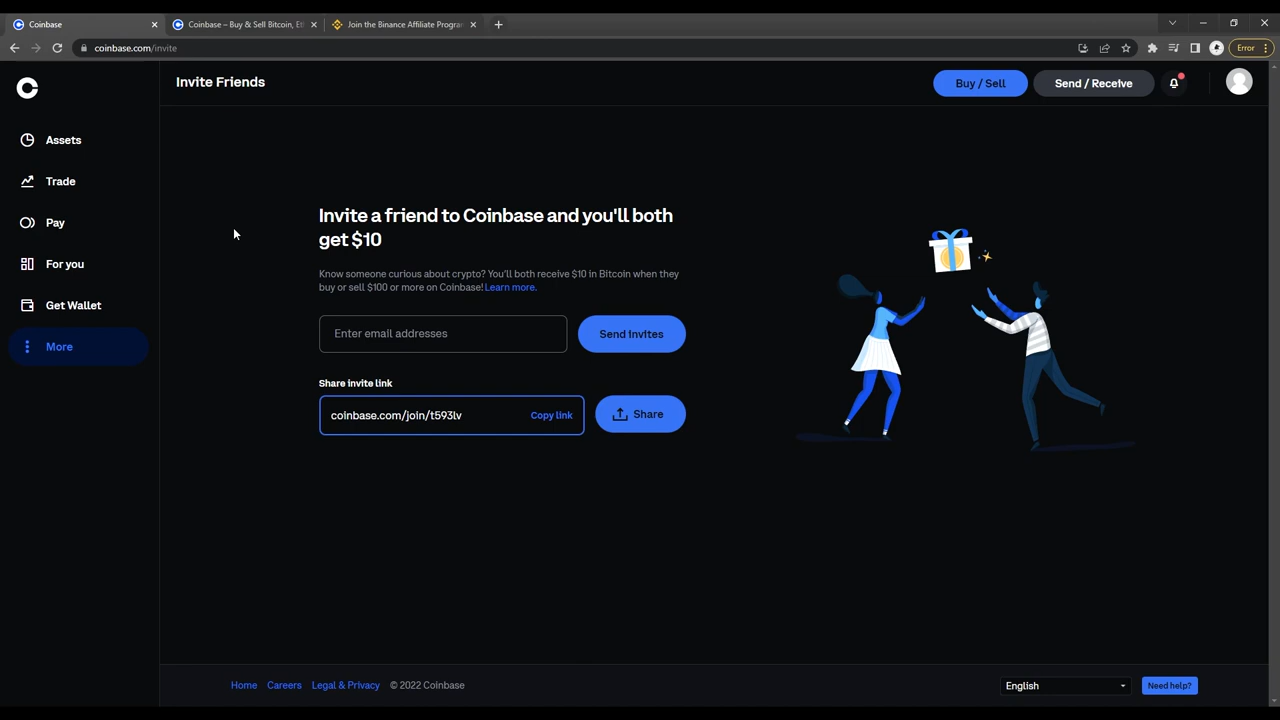 Coinbase
Coinbase – Buy & Sell Bitcoin, Et
Join the Binance Affiliate Progra
coinbase.com/invite
Error
Invite Friends
Buy / Sell
Send / Receive
Assets
Trade
Pay
For you
Get Wallet
More
Invite a friend to Coinbase and you'll both
get $10
Know someone curious about crypto? You'll both receive $10 in Bitcoin when they
buy or sell $100 or more on Coinbase! Learn more.
Enter email addresses
Send invites
Share invite link
coinbase.com/join/t593lv
Copy link
Share
Home
Careers
Legal & Privacy
© 2022 Coinbase
English
Need help?